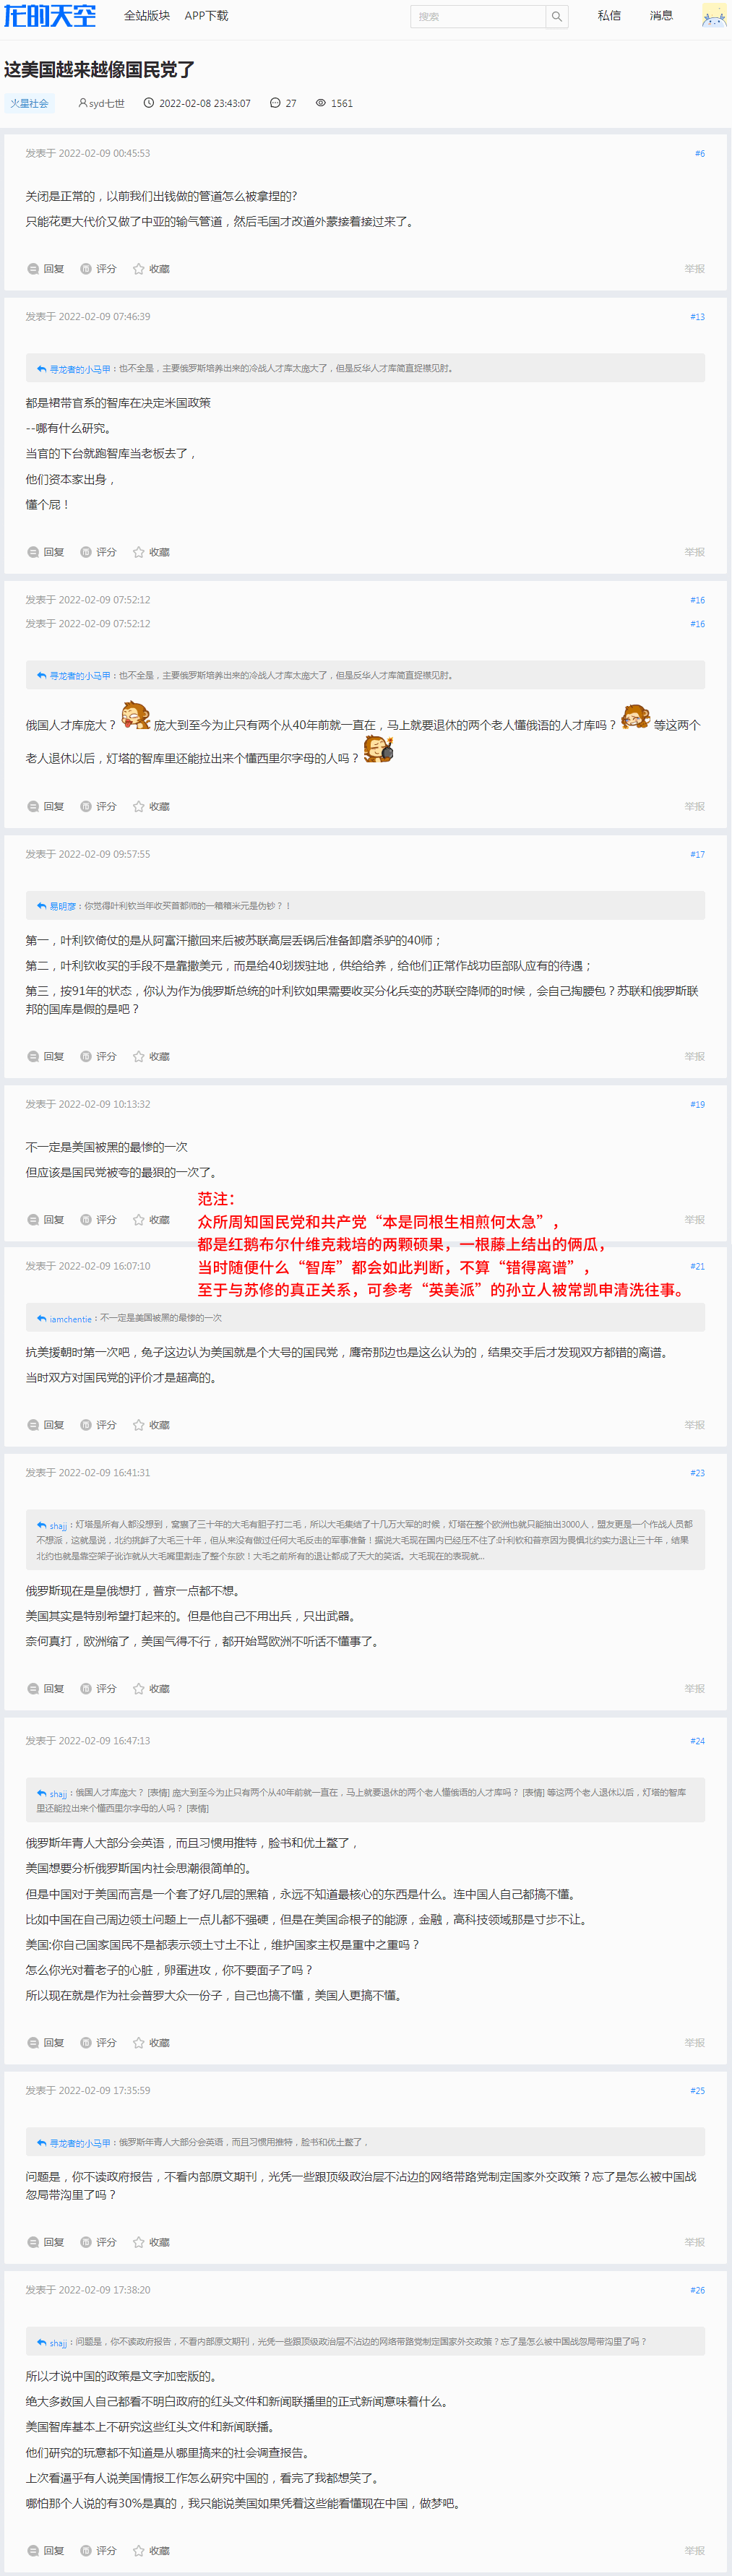 龙的天空
全站版块 APP下载
搜索
私信 消息
这美国越来越像国民党了
火星社会 syd七世 2022-02-08 23:43:07 27 1561
发表于 2022-02-09 00:45:53 #6
关闭是正常的，以前我们出钱做的管道怎么被拿捏的?
只能花更大代价又做了中亚的输气管道，然后毛国才改道外蒙接着接过来了。
回复 评分 收藏 举报
发表于 2022-02-09 07:46:39 #13
寻龙者的小马甲：也不全是，主要俄罗斯培养出来的冷战人才库太庞大了，但是反华人才库简直捉襟见肘。
都是裙带官系的智库在决定米国政策
--哪有什么研究。
当官的下台就跑智库当老板去了，
他们资本家出身，
懂个屁！
回复 评分 收藏 举报
发表于 2022-02-09 07:52:12 #16
发表于 2022-02-09 07:52:12 #16
寻龙者的小马甲：也不全是，主要俄罗斯培养出来的冷战人才库太庞大了，但是反华人才库简直捉襟见肘。
俄国人才库庞大？ 庞大到至今为止只有两个从40年前就一直在，马上就要退休的两个老人懂俄语的人才库吗？ 等这两个
老人退休以后，灯塔的智库里还能拉出来个懂西里尔字母的人吗？
回复 评分 收藏 举报
发表于 2022-02-09 09:57:55 #17
易明彦：你觉得叶利钦当年收买首都师的一箱箱米元是伪钞？！
第一，叶利钦倚仗的是从阿富汗撤回来后被苏联高层丢锅后准备卸磨杀驴的40师；
第二，叶利钦收买的手段不是靠撒美元，而是给40划拨驻地，供给给养，给他们正常作战功臣部队应有的待遇；
第三，按91年的状态，你认为作为俄罗斯总统的叶利钦如果需要收买分化兵变的苏联空降师的时候，会自己掏腰包？苏联和俄罗斯联
邦的国库是假的是吧？
回复 评分 收藏 举报
发表于 2022-02-09 10:13:32 #19
不一定是美国被黑的最惨的一次
但应该是国民党被夸的最狠的一次了。
回复 评分 收藏 举报
范注：
众所周知国民党和共产党“本是同根生相煎何太急”，
都是红鹅布尔什维克栽培的两颗硕果，一根藤上结出的俩瓜，
当时随便什么“智库”都会如此判断，不算“错得离谱”，
至于与苏修的真正关系，可参考“英美派”的孙立人被常凯申清洗往事。
发表于 2022-02-09 16:07:10 #21
iamchentie：不一定是美国被黑的最惨的一次
抗美援朝时第一次吧，兔子这边认为美国就是个大号的国民党，鹰帝那边也是这么认为的，结果交手后才发现双方都错的离谱。
当时双方对国民党的评价才是超高的。
回复 评分 收藏 举报
发表于 2022-02-09 16:41:31 #23
shajj：灯塔是所有人都没想到，窝囊了三十年的大毛有胆子打二毛，所以大毛集结了十几万大军的时候，灯塔在整个欧洲也就只能抽出3000人，盟友更是一个作战人员都
不想派，这就是说，北约挑衅了大毛三十年，但从来没有做过任何大毛反击的军事准备！据说大毛现在国内已经压不住了:叶利钦和普京因为畏惧北约实力退让三十年，结果
北约也就是靠空架子讹诈就从大毛嘴里割走了整个东欧！大毛之前所有的退让都成了天大的笑话。大毛现在的表现就...
俄罗斯现在是皇俄想打，普京一点都不想。
美国其实是特别希望打起来的。但是他自己不用出兵，只出武器。
奈何真打，欧洲缩了，美国气得不行，都开始骂欧洲不听话不懂事了。
回复 评分 收藏 举报
发表于 2022-02-09 16:47:13 #24
shajj：俄国人才库庞大？ [表情] 庞大到至今为止只有两个从40年前就一直在，马上就要退休的两个老人懂俄语的人才库吗？ [表情] 等这两个老人退休以后，灯塔的智库
里还能拉出来个懂西里尔字母的人吗？ [表情]
俄罗斯年青人大部分会英语，而且习惯用推特，脸书和优土鳖了，
美国想要分析俄罗斯国内社会思潮很简单的。
但是中国对于美国而言是一个套了好几层的黑箱，永远不知道最核心的东西是什么。连中国人自己都搞不懂。
比如中国在自己周边领土问题上一点儿都不强硬，但是在美国命根子的能源，金融，高科技领域那是寸步不让。
美国:你自己国家国民不是都表示领土寸土不让，维护国家主权是重中之重吗？
怎么你光对着老子的心脏，卵蛋进攻，你不要面子了吗？
所以现在就是作为社会普罗大众一份子，自己也搞不懂，美国人更搞不懂。
回复 评分 收藏 举报
发表于 2022-02-09 17:35:59 #25
寻龙者的小马甲：俄罗斯年青人大部分会英语，而且习惯用推特，脸书和优土鳖了，
问题是，你不读政府报告，不看内部原文期刊，光凭一些跟顶级政治层不沾边的网络带路党制定国家外交政策？忘了是怎么被中国战
忽局带沟里了吗？
回复 评分 收藏 举报
发表于 2022-02-09 17:38:20 #26
shajj：问题是，你不读政府报告，不看内部原文期刊，光凭一些跟顶级政治层不沾边的网络带路党制定国家外交政策？忘了是怎么被中国战忽局带沟里了吗？
所以才说中国的政策是文字加密版的。
绝大多数国人自己都看不明白政府的红头文件和新闻联播里的正式新闻意味着什么。
美国智库基本上不研究这些红头文件和新闻联播。
他们研究的玩意都不知道是从哪里搞来的社会调查报告。
上次看逼乎有人说美国情报工作怎么研究中国的，看完了我都想笑了。
哪怕那个人说的有30%是真的，我只能说美国如果凭着这些能看懂现在中国，做梦吧。
回复 评分 收藏 举报